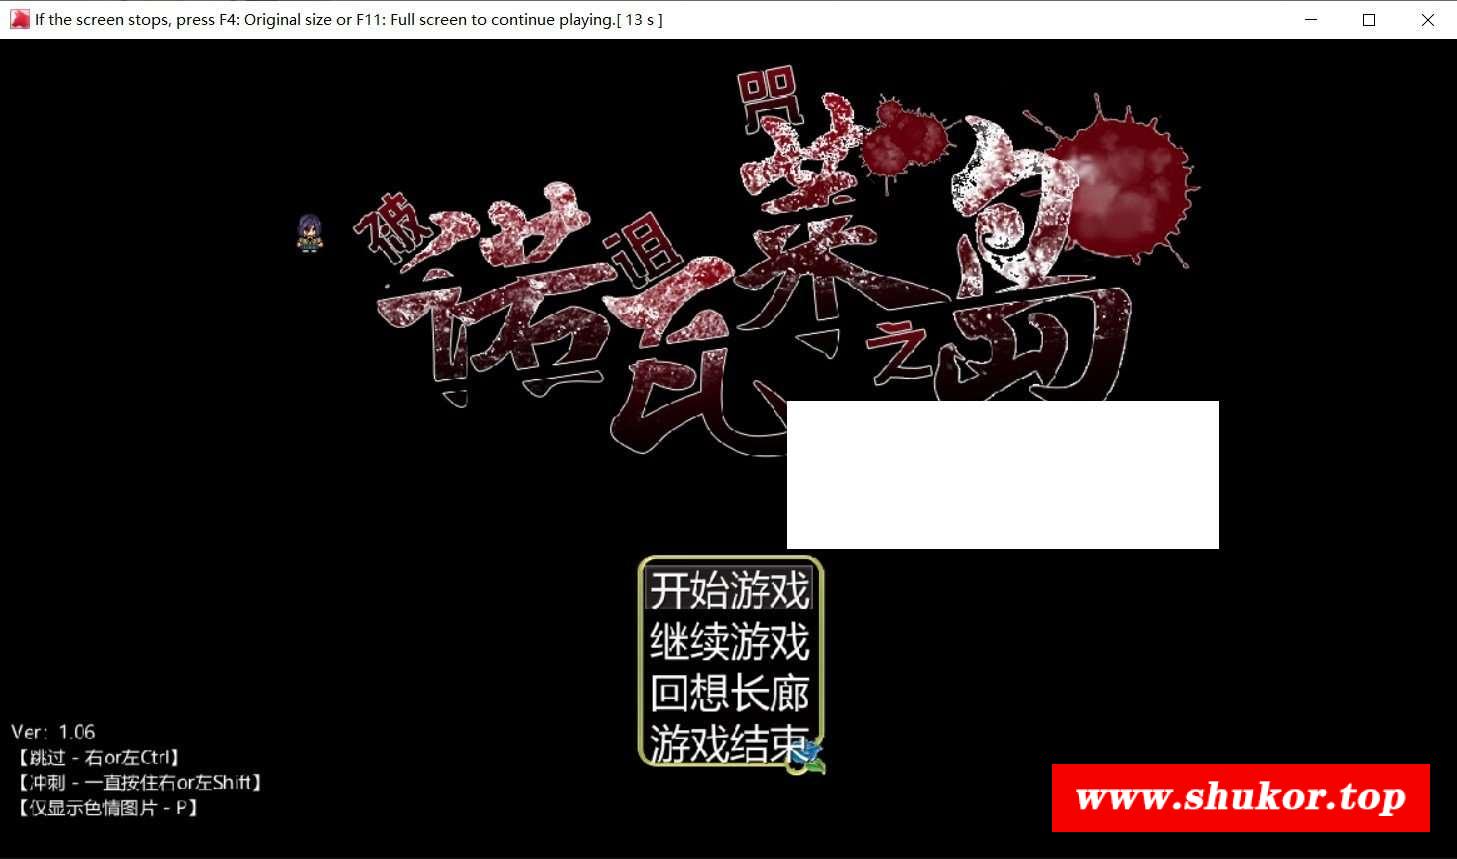 If the screen stops, press F4: Original size or F11: Full screen to continue playing.[ 13 s ]
被诅咒之
诺瓦莱岛
开始游戏
继续游戏
回想长廊
游戏结束
Ver: 1.06
【跳过 - 右or左Ctrl】
【冲刺 - 一直按住右or左Shift】
【仅显示色情图片 - P】
www.shukor.top